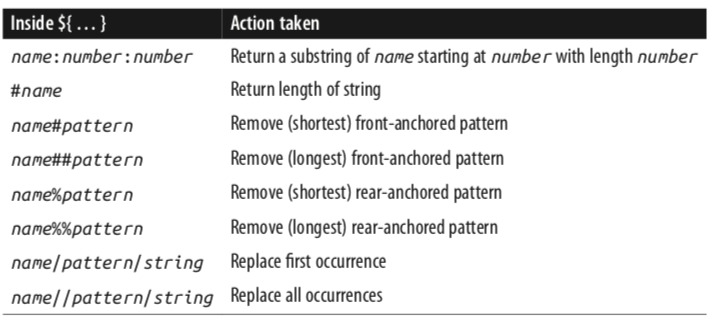 Inside ${ ... } Action taken
name:number:number Return a substring of name starting at number with length number
#name Return length of string
name#pattern Remove (shortest) front-anchored pattern
name##pattern Remove (longest) front-anchored pattern
name%pattern Remove (shortest) rear-anchored pattern
name%%pattern Remove (longest) rear-anchored pattern
name/pattern/string Replace first occurrence
name//pattern/string Replace all occurrences